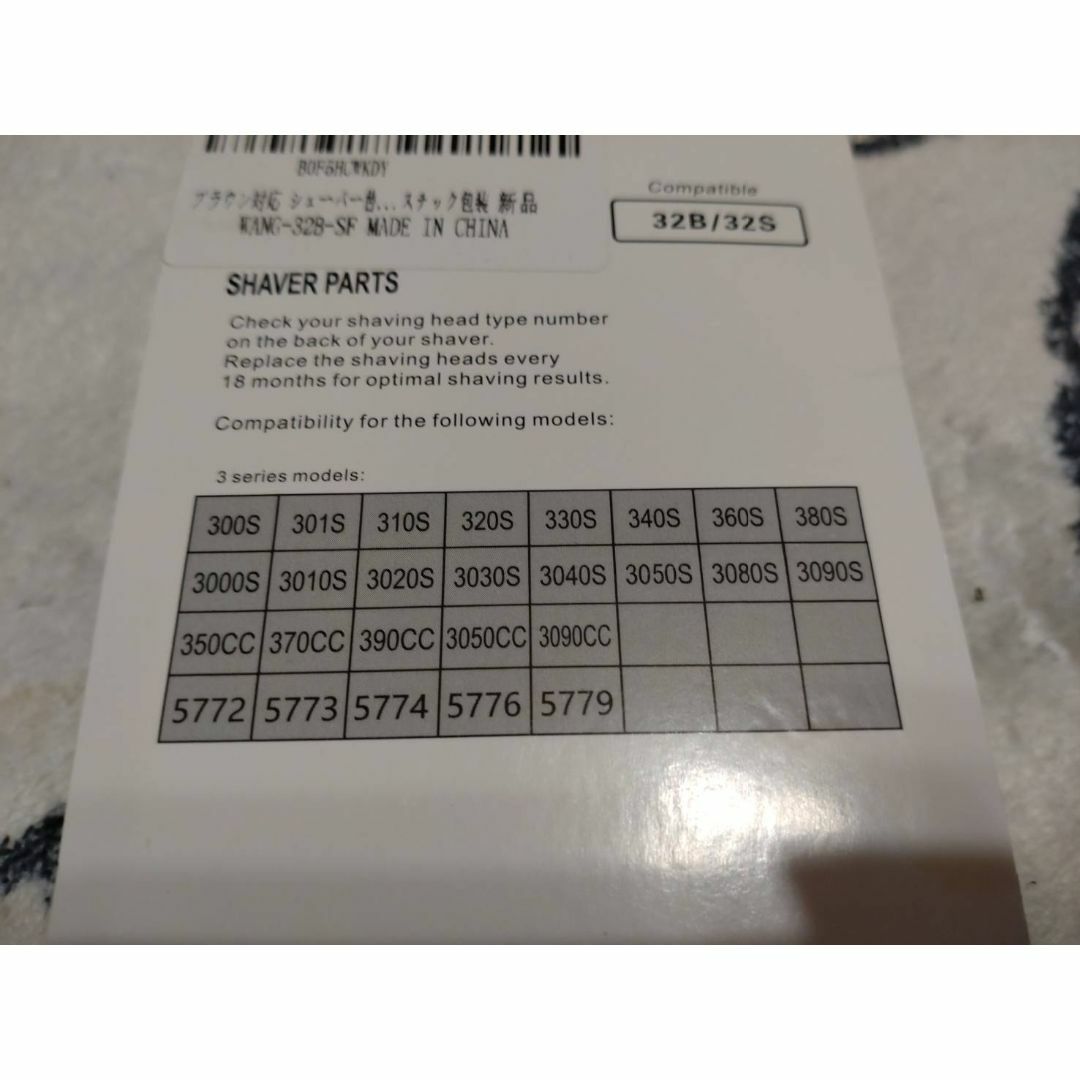 B0F6HCWKDY
ブラウン対応 シェーバー替...スチック包装 新品
WANG-32B-SF MADE IN CHINA
Compatible
32B/32S
SHAVER PARTS
Check your shaving head type number
on the back of your shaver.
Replace the shaving heads every
18 months for optimal shaving results.
Compatibility for the following models:
3 series models:
300S 301S 310S 320S 330S 340S 360S 380S
3000S 3010S 3020S 3030S 3040S 3050S 3080S 3090S
350CC 370CC 390CC 3050CC 3090CC
5772 5773 5774 5776 5779